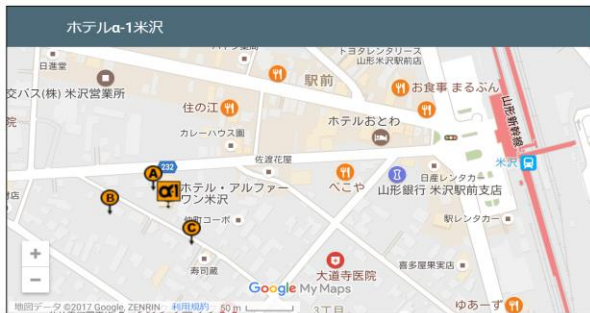 ホテルα-1米沢
日進堂
トヨタレンタリース
山形米沢駅前店
交バス(株) 米沢営業所
駅前
お食事 まるぶん
住の江
山形新幹線
カレーハウス園
ホテルおとわ
232
佐渡花屋
米沢
A
べこや
日産レンタカー
米沢駅前支店
山形銀行
α-1
ホテル・アルファー
ワン米沢
B
仲町コーポ
駅レンタカー
C
寿司蔵
大道寺医院
喜多屋果実店
+
−
Google My Maps
ゆあーず
地図データ ©2017 Google, ZENRIN
利用規約
50 m
3丁目